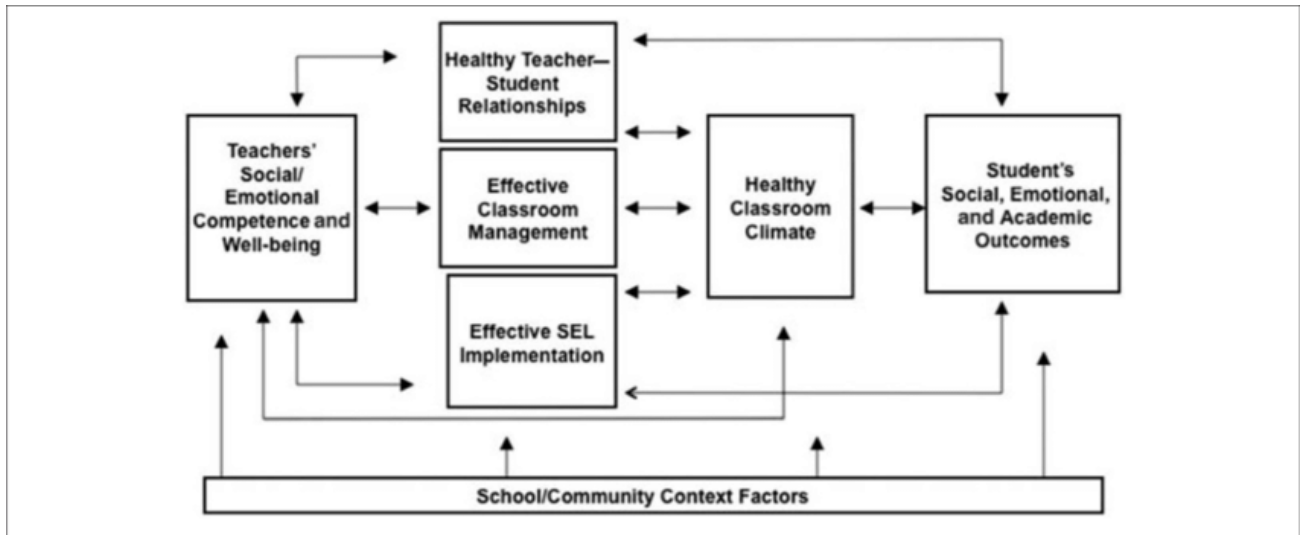 Healthy Teacher—
Student
Relationships
Teachers'
Social/
Emotional
Competence and
Well-being
Effective
Classroom
Management
Healthy
Classroom
Climate
Student's
Social, Emotional,
and Academic
Outcomes
Effective SEL
Implementation
School/Community Context Factors